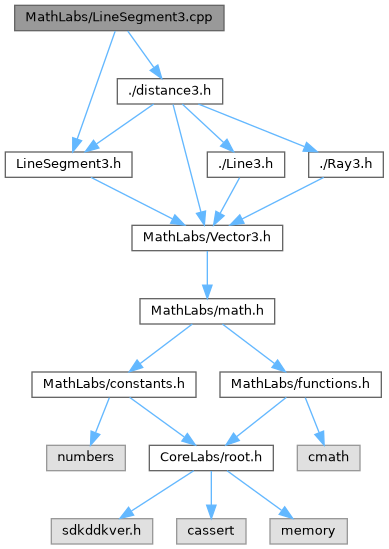 MathLabs/LineSegment3.cpp
./distance3.h
LineSegment3.h
./Line3.h
./Ray3.h
MathLabs/Vector3.h
MathLabs/math.h
MathLabs/constants.h
MathLabs/functions.h
numbers
CoreLabs/root.h
cmath
sdkddkver.h
cassert
memory